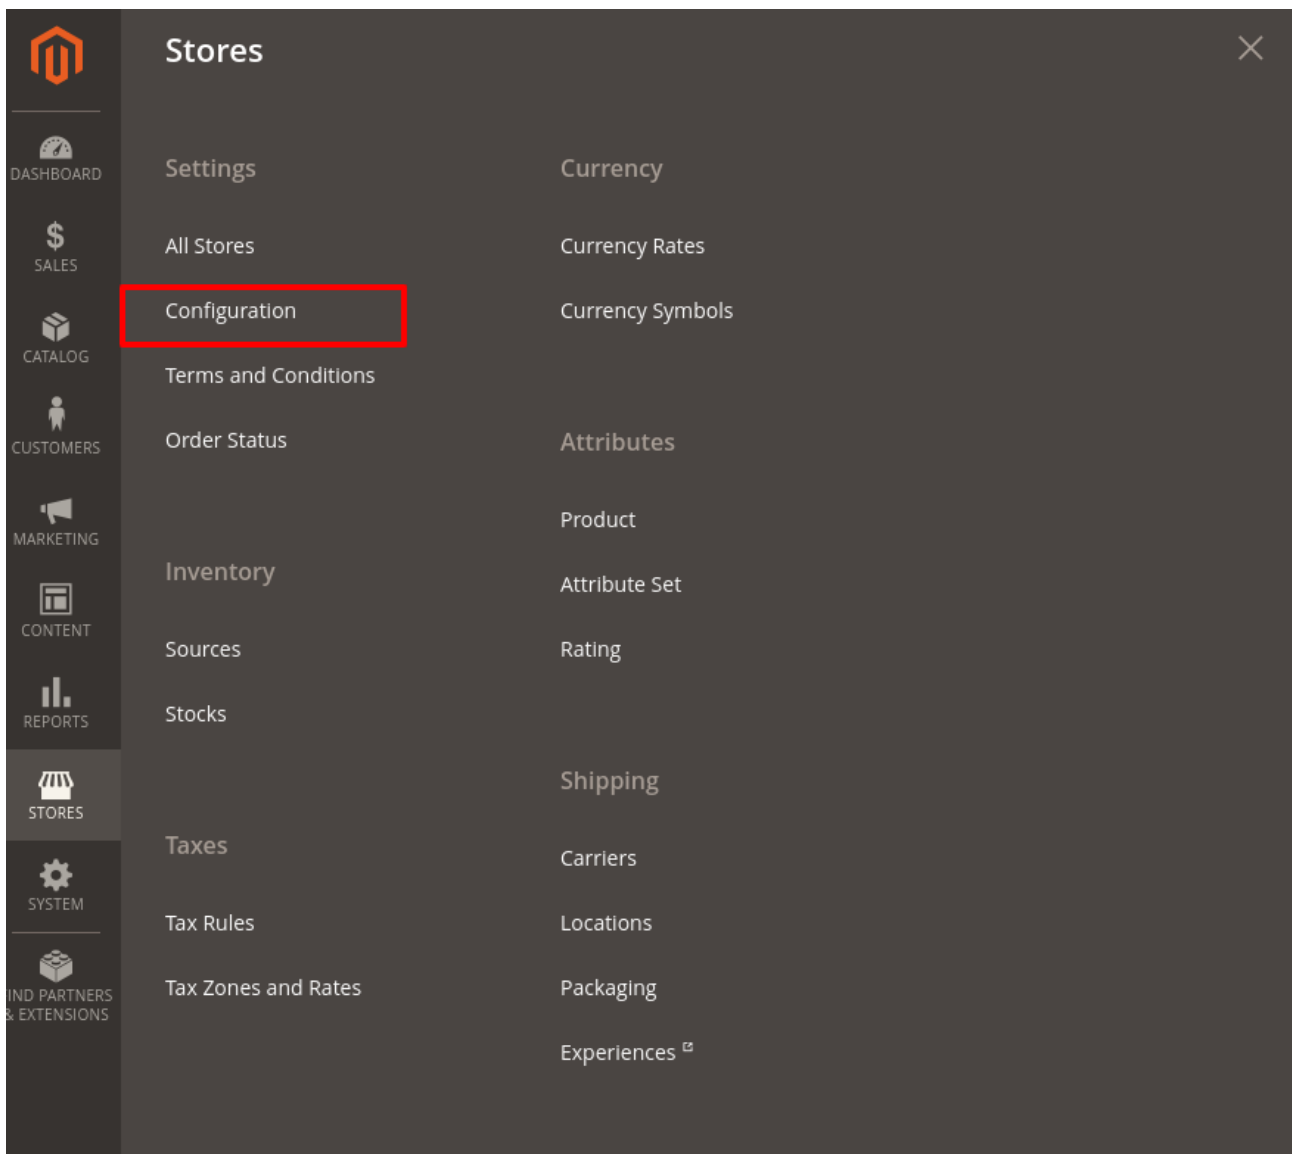 DASHBOARD
SALES
CATALOG
CUSTOMERS
MARKETING
CONTENT
REPORTS
STORES
SYSTEM
IND PARTNERS
& EXTENSIONS
Stores
Settings
All Stores
Configuration
Terms and Conditions
Order Status
Inventory
Sources
Stocks
Taxes
Tax Rules
Tax Zones and Rates
Currency
Currency Rates
Currency Symbols
Attributes
Product
Attribute Set
Rating
Shipping
Carriers
Locations
Packaging
Experiences